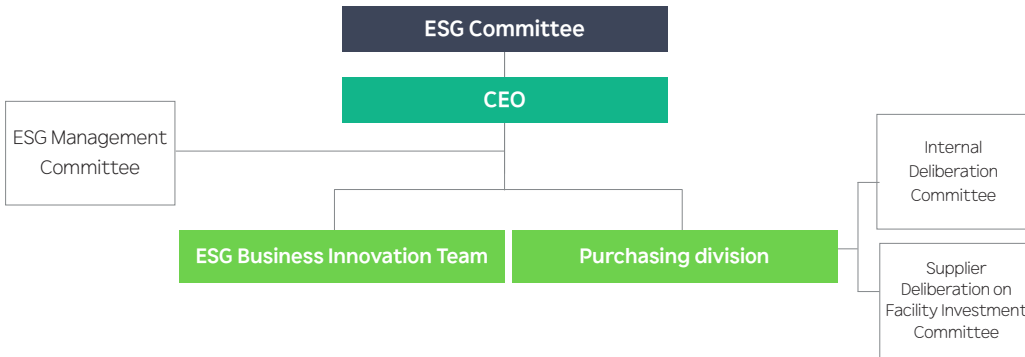 ESG Committee
CEO
ESG Management
Committee
Internal
Deliberation
Committee
ESG Business Innovation Team
Purchasing division
Supplier
Deliberation on
Facility Investment
Committee